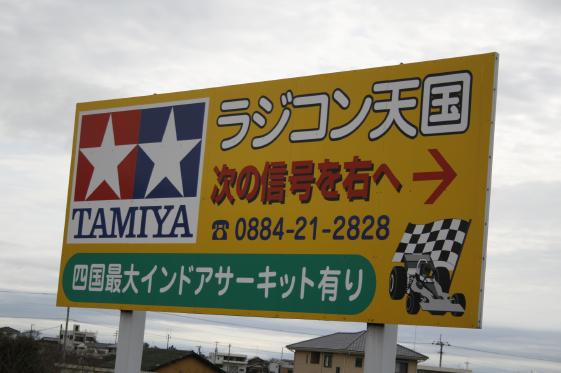 ラジコン天国
TAMIYA
次の信号を右へ→
☎ 0884-21-2828
四国最大インドアサーキット有り